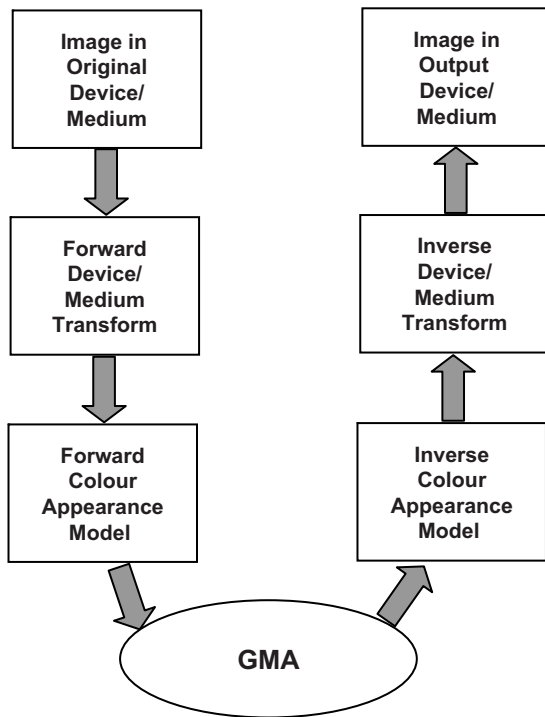 Image in
Original
Device/
Medium
Forward
Device/
Medium
Transform
Forward
Colour
Appearance
Model
GMA
Inverse
Colour
Appearance
Model
Inverse
Device/
Medium
Transform
Image in
Output
Device/
Medium